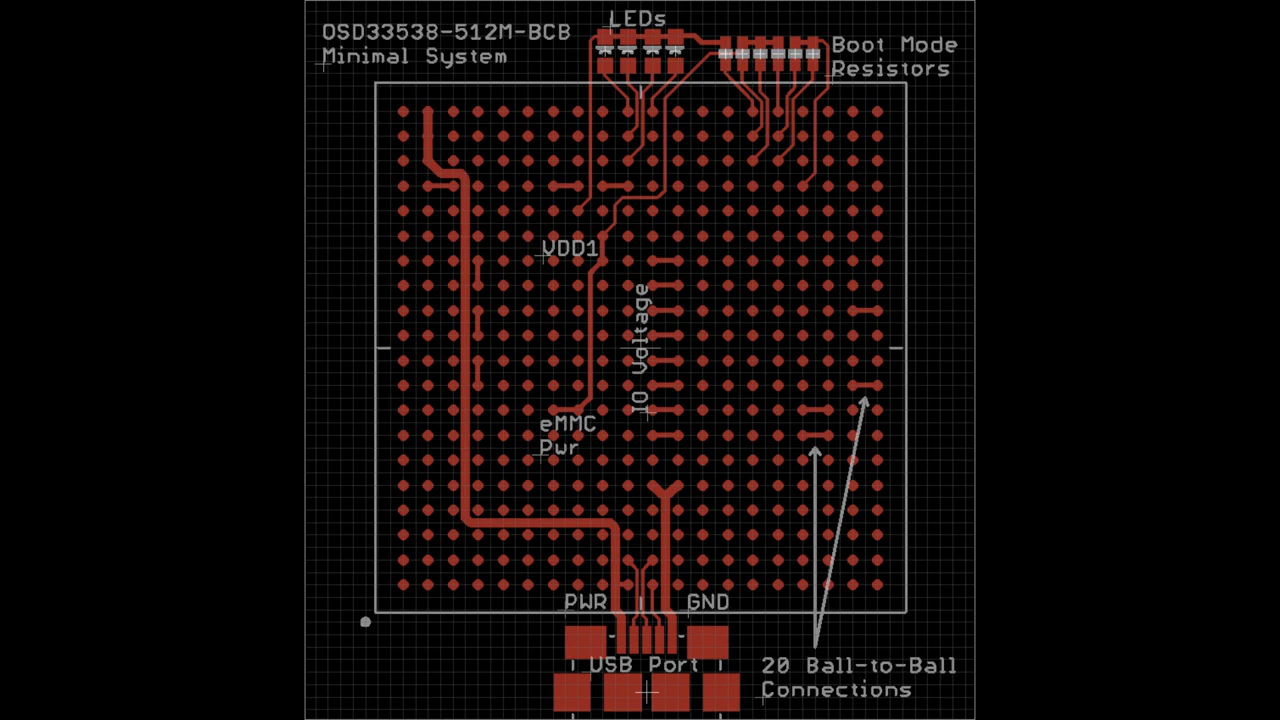 LEDs
OSD33538-512M-BCB
Minimal System
Boot Mode
Resistors
VDD1
IO Voltage
eMMC
Pwr
PWR
GND
USB Port
20 Ball-to-Ball
Connections